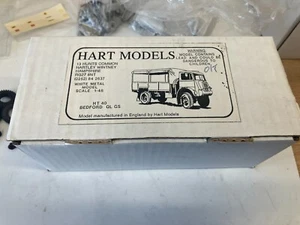 HART MODELS
13 HUNTS COMMON
HARTLEY WINTNEY
HAMPSHIRE
RG27 8NT
WHITE METAL
MODEL
SCALE 1:48
WARNING
MODEL CONTAINS
LEAD AND COULD BE
DANGEROUS TO
CHILDREN
HT 40
BEDFORD QL GS
Model manufactured in England by Hart Models